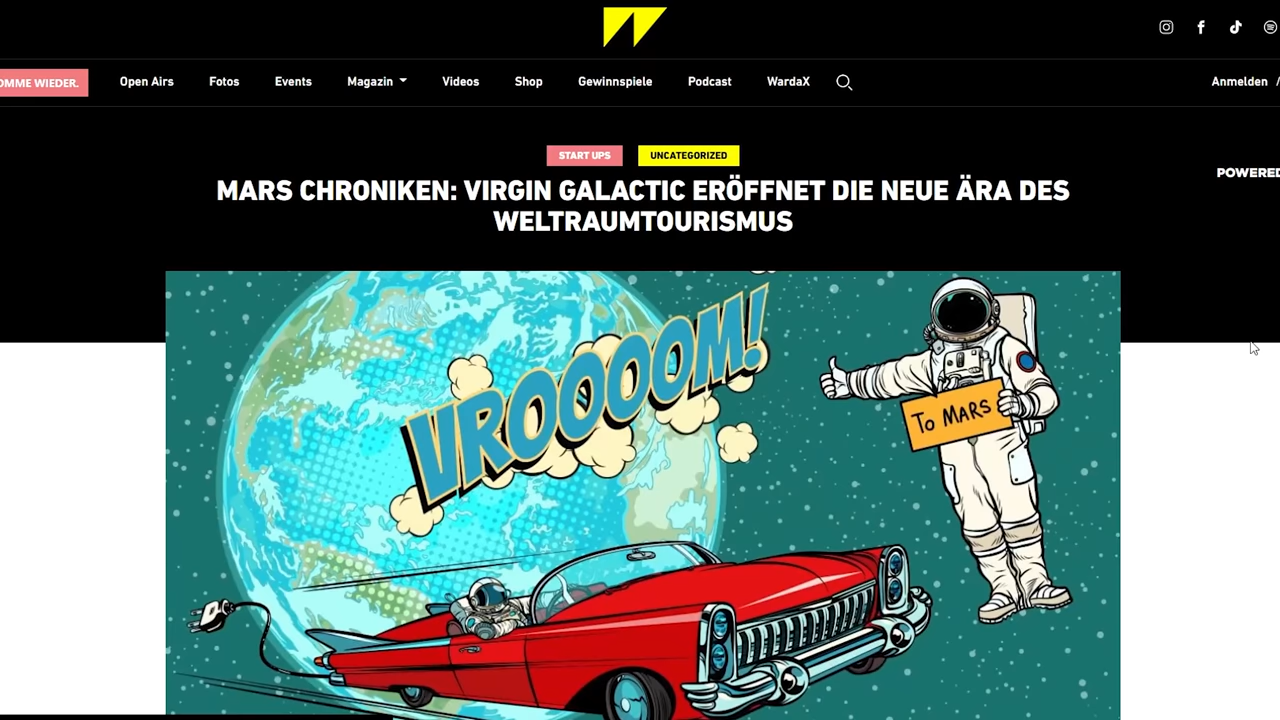 OMME WIEDER.
Open Airs
Fotos
Events
Magazin
Videos
Shop
Gewinnspiele
Podcast
WardaX
Anmelden /
START UPS
UNCATEGORIZED
POWERED
MARS CHRONIKEN: VIRGIN GALACTIC ERÖFFNET DIE NEUE ÄRA DES
WELTRAUMTOURISMUS
VROOOOM!
To MARS